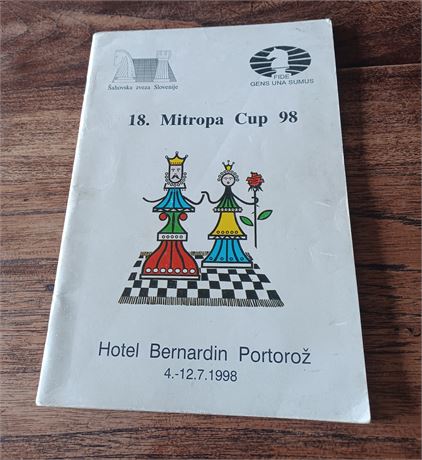 Šahovska zveza Slovenije
FIDE
GENS UNA SUMUS
18. Mitropa Cup 98
Hotel Bernardin Portorož
4.-12.7.1998